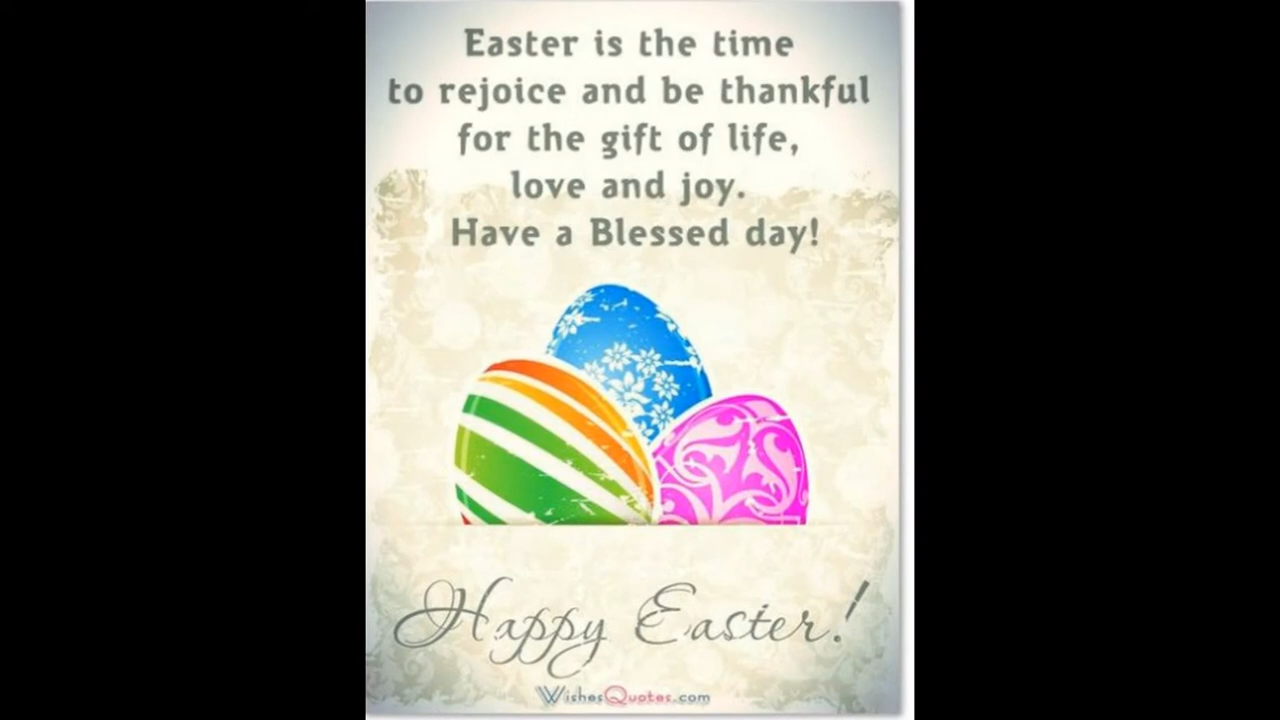 Easter is the time
to rejoice and be thankful
for the gift of life,
love and joy.
Have a Blessed day!
Happy Easter!
WishesQuotes.com